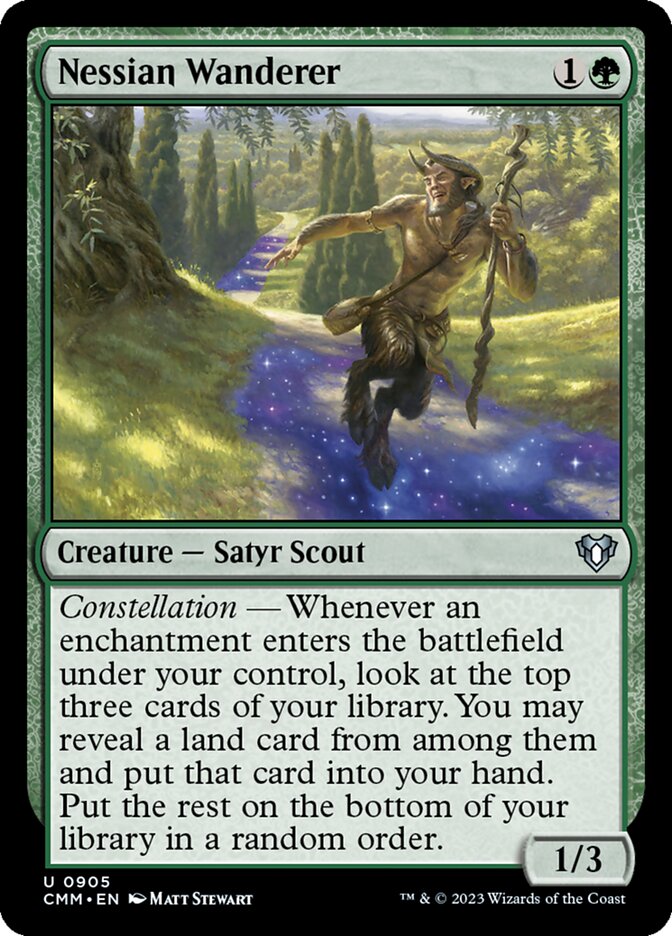 Nessian Wanderer 1
Creature — Satyr Scout
Constellation — Whenever an
enchantment enters the battlefield
under your control, look at the top
three cards of your library. You may
reveal a land card from among them
and put that card into your hand.
Put the rest on the bottom of your
library in a random order.
1/3
U 0905
CMM • EN Matt Stewart
™ & © 2023 Wizards of the Coast